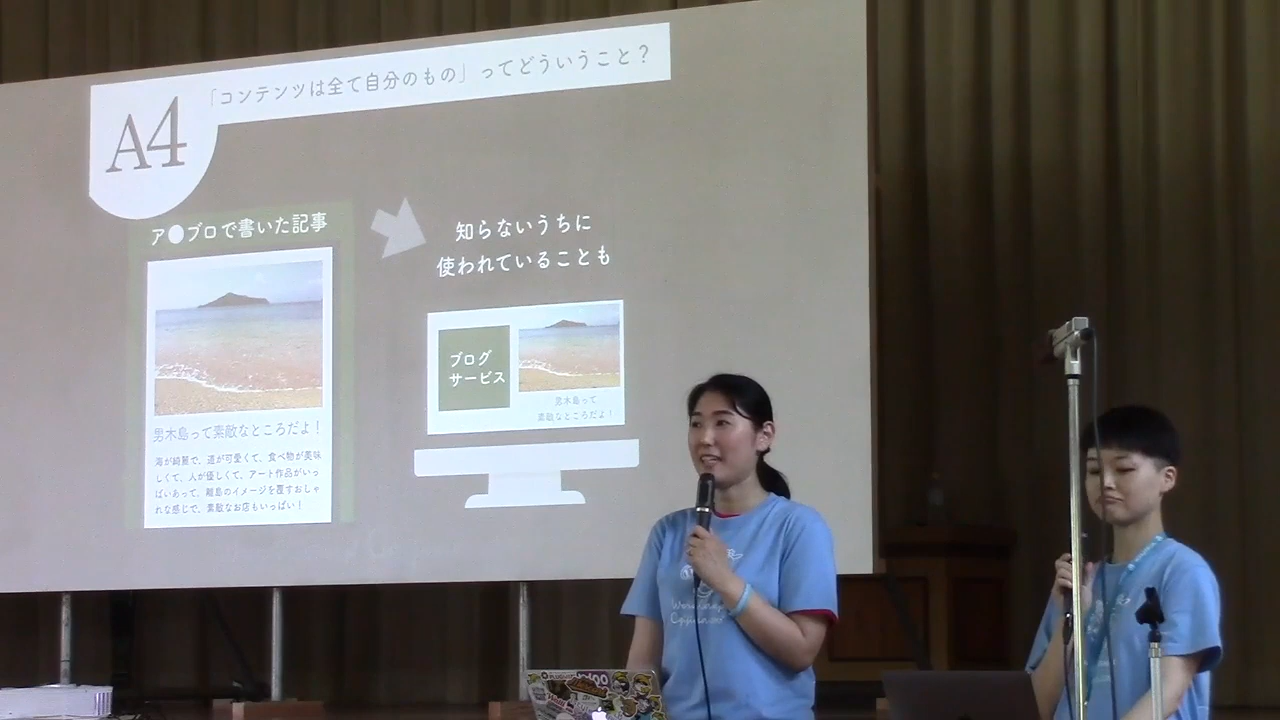 「コンテンツは全て自分のもの」ってどういうこと？
A4
ア●ブロで書いた記事
男木島って素敵なところだよ！
海が綺麗で、道が可愛くて、食べ物が美味
しくて、人が優しくて、アート作品がいっ
ぱいあって、離島のイメージを覆すおしゃ
れな感じで、素敵なお店もいっぱい！
知らないうちに
使われていることも
ブログ
サービス
男木島って
素敵なところだよ！